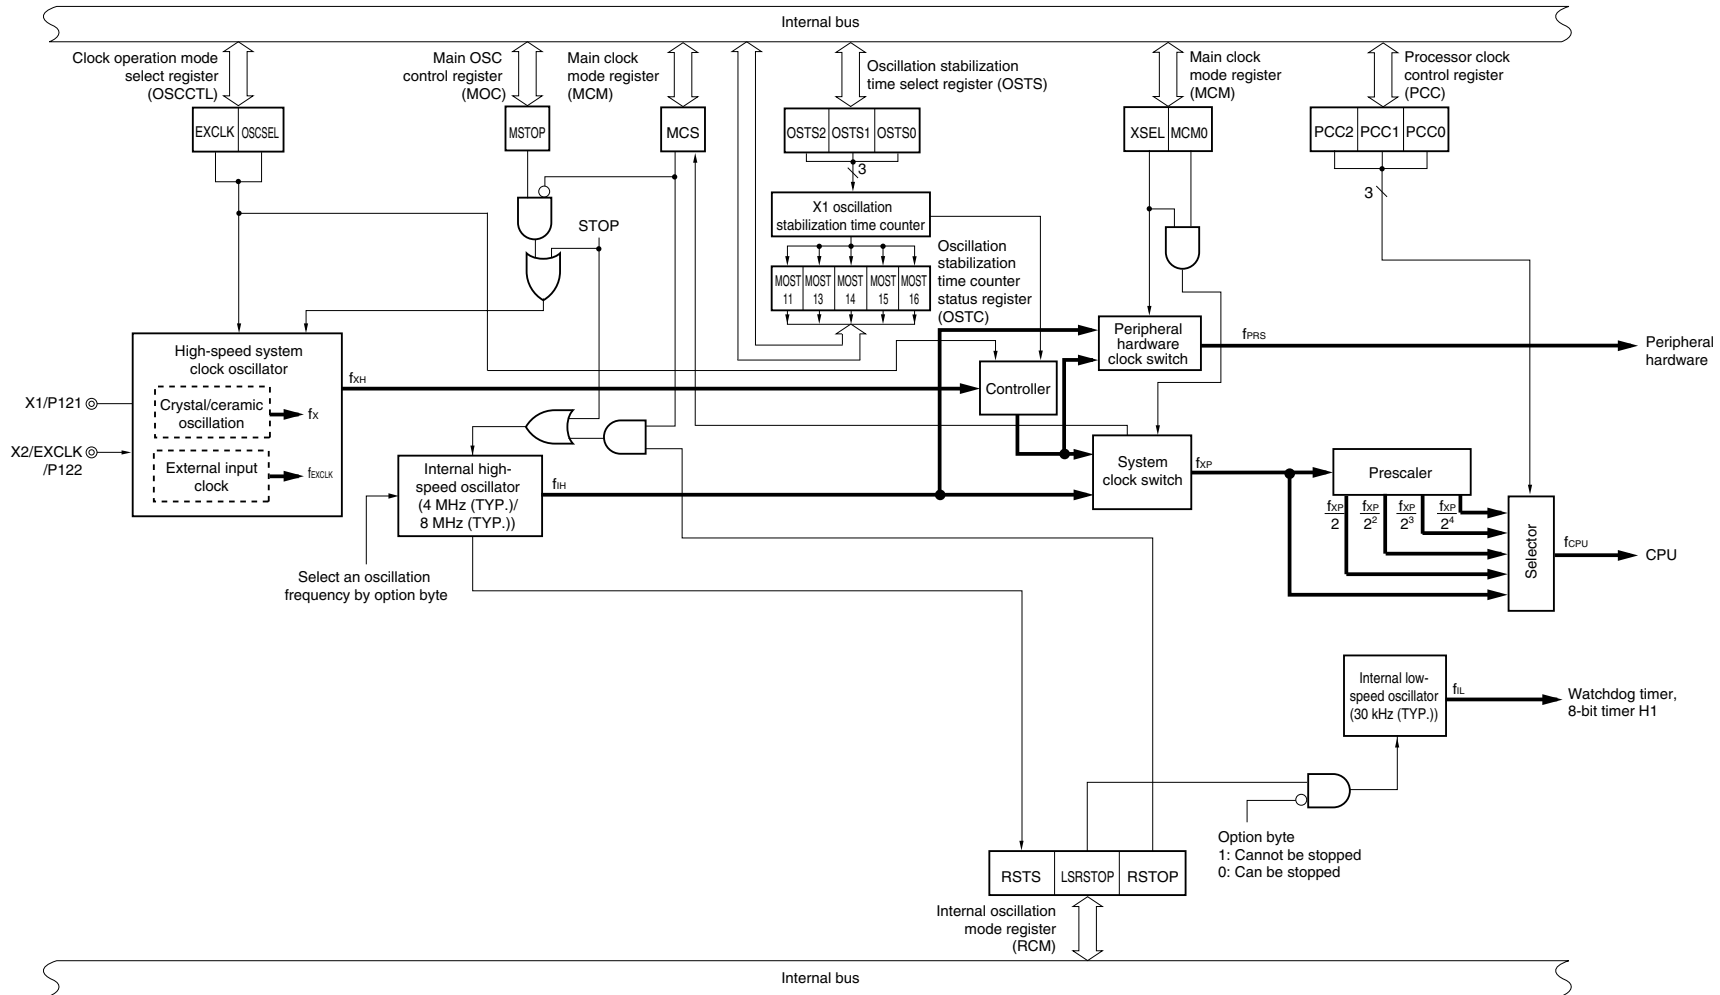 Internal bus
Clock operation mode
select register
(OSCCTL)
Main OSC
control register
(MOC)
Main clock
mode register
(MCM)
Oscillation stabilization
time select register (OSTS)
Main clock
mode register
(MCM)
Processor clock
control register
(PCC)
EXCLK OSCSEL
MSTOP
MCS
OSTS2 OSTS1 OSTS0
XSEL MCM0
PCC2 PCC1 PCC0
3
3
X1 oscillation
stabilization time counter
STOP
Oscillation
stabilization
time counter
status register
(OSTC)
MOST MOST MOST MOST MOST
11 13 14 15 16
High-speed system
clock oscillator
Crystal/ceramic
oscillation
fX
External input
clock
fEXCLK
X1/P121
X2/EXCLK
/P122
fXH
Controller
Peripheral
hardware
clock switch
fPRS
Peripheral
hardware
Internal high-
speed oscillator
(4 MHz (TYP.)/
8 MHz (TYP.))
fIH
System
clock switch
fXP
Prescaler
fXP fXP fXP fXP
2 2² 2³ 2⁴
Selector
fCPU
CPU
Select an oscillation
frequency by option byte
Internal low-
speed oscillator
(30 kHz (TYP.))
fIL
Watchdog timer,
8-bit timer H1
Option byte
1: Cannot be stopped
0: Can be stopped
RSTS LSRSTOP RSTOP
Internal oscillation
mode register
(RCM)
Internal bus